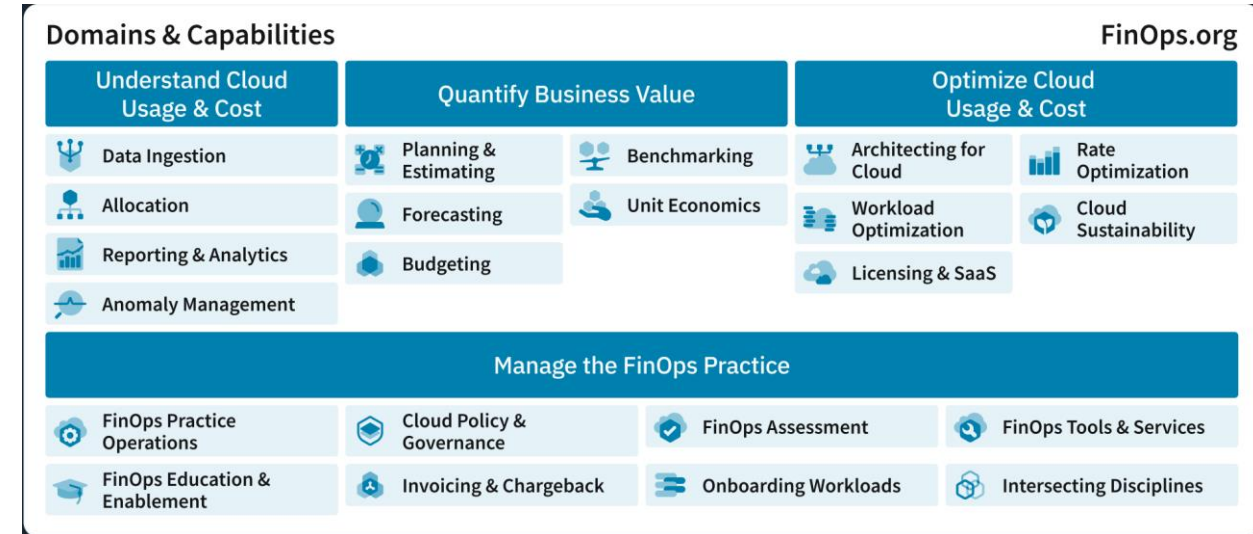 Domains & Capabilities
FinOps.org
Understand Cloud
Usage & Cost
Data Ingestion
Allocation
Reporting & Analytics
Anomaly Management
Quantify Business Value
Planning &
Estimating
Forecasting
Budgeting
Benchmarking
Unit Economics
Optimize Cloud
Usage & Cost
Architecting for
Cloud
Workload
Optimization
Licensing & SaaS
Rate
Optimization
Cloud
Sustainability
Manage the FinOps Practice
FinOps Practice
Operations
Cloud Policy &
Governance
FinOps Assessment
FinOps Tools & Services
FinOps Education &
Enablement
Invoicing & Chargeback
Onboarding Workloads
Intersecting Disciplines